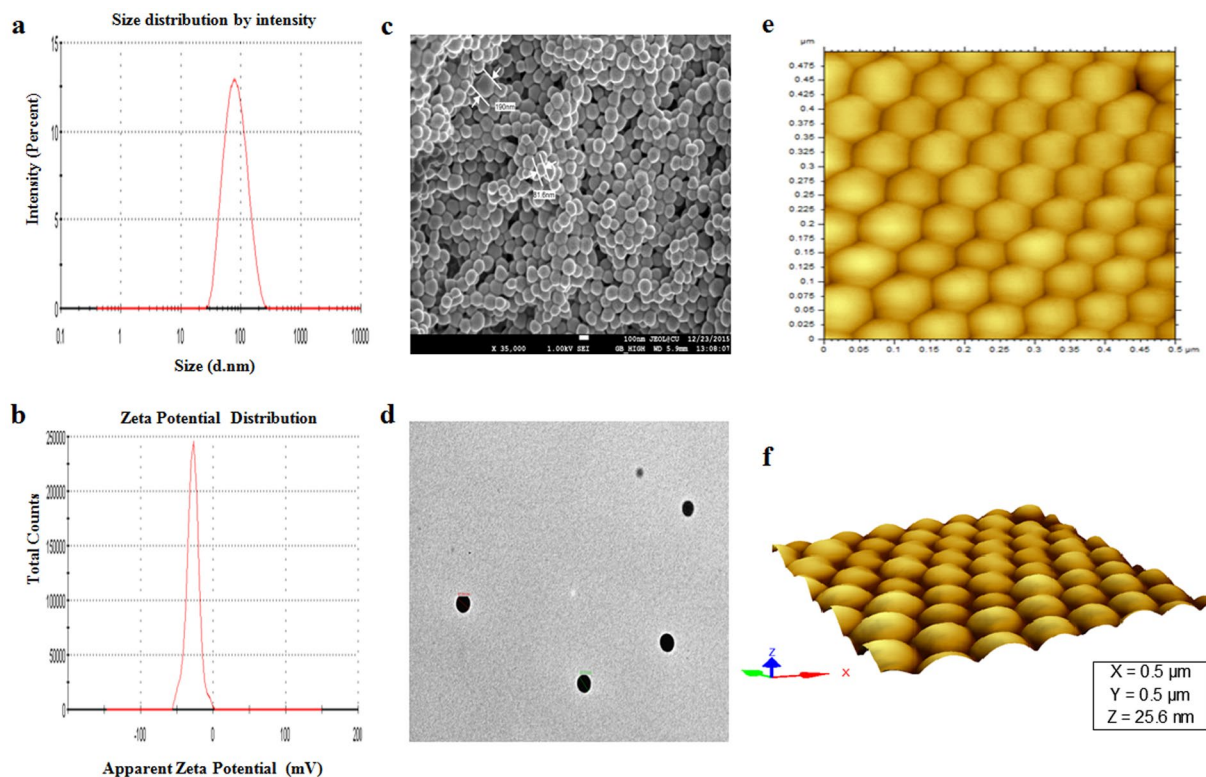 a
Size distribution by intensity
15
10
5
0
0.1
1
10
100
1000
10000
Intensity (Percent)
Size (d.nm)
b
Zeta Potential Distribution
250000
200000
150000
100000
50000
0
-100
0
100
200
Total Counts
Apparent Zeta Potential (mV)
c
190nm
81.6nm
100nm JEOL@CU 12/23/2015
X 35,000 1.00kV SEI GB_HIGH WD 5.9mm 13:08:07
d
e
µm
0.475
0.45
0.425
0.4
0.375
0.35
0.325
0.3
0.275
0.25
0.225
0.2
0.175
0.15
0.125
0.1
0.075
0.05
0.025
0
0 0.05 0.1 0.15 0.2 0.25 0.3 0.35 0.4 0.45 0.5 µm
f
Z
X
X = 0.5 µm
Y = 0.5 µm
Z = 25.6 nm